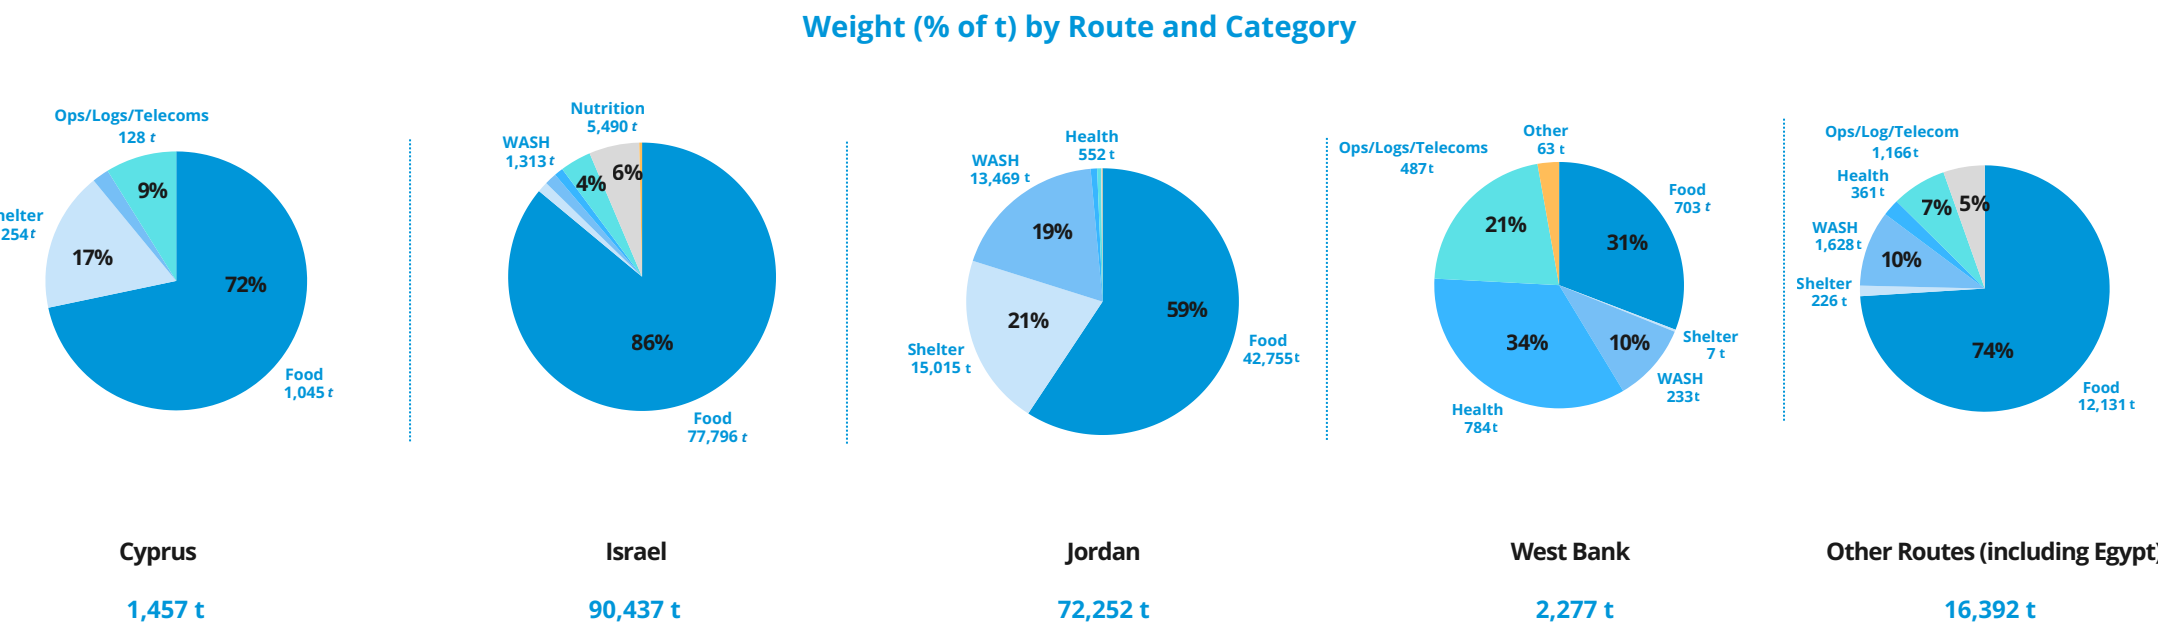 Weight (% of t) by Route and Category
Ops/Logs/Telecoms
128 t
9%
helter
254 t
17%
72%
Food
1,045 t
Cyprus
1,457 t
Nutrition
5,490 t
WASH
1,313 t
4%
6%
86%
Food
77,796 t
Israel
90,437 t
Health
552 t
WASH
13,469 t
19%
21%
59%
Shelter
15,015 t
Food
42,755 t
Jordan
72,252 t
Other
63 t
Ops/Logs/Telecoms
487 t
Food
703 t
21%
31%
34%
10%
Shelter
7 t
WASH
233 t
Health
784 t
West Bank
2,277 t
Ops/Log/Telecom
1,166 t
Health
361 t
7%
5%
WASH
1,628 t
10%
Shelter
226 t
74%
Food
12,131 t
Other Routes (including Egypt)
16,392 t